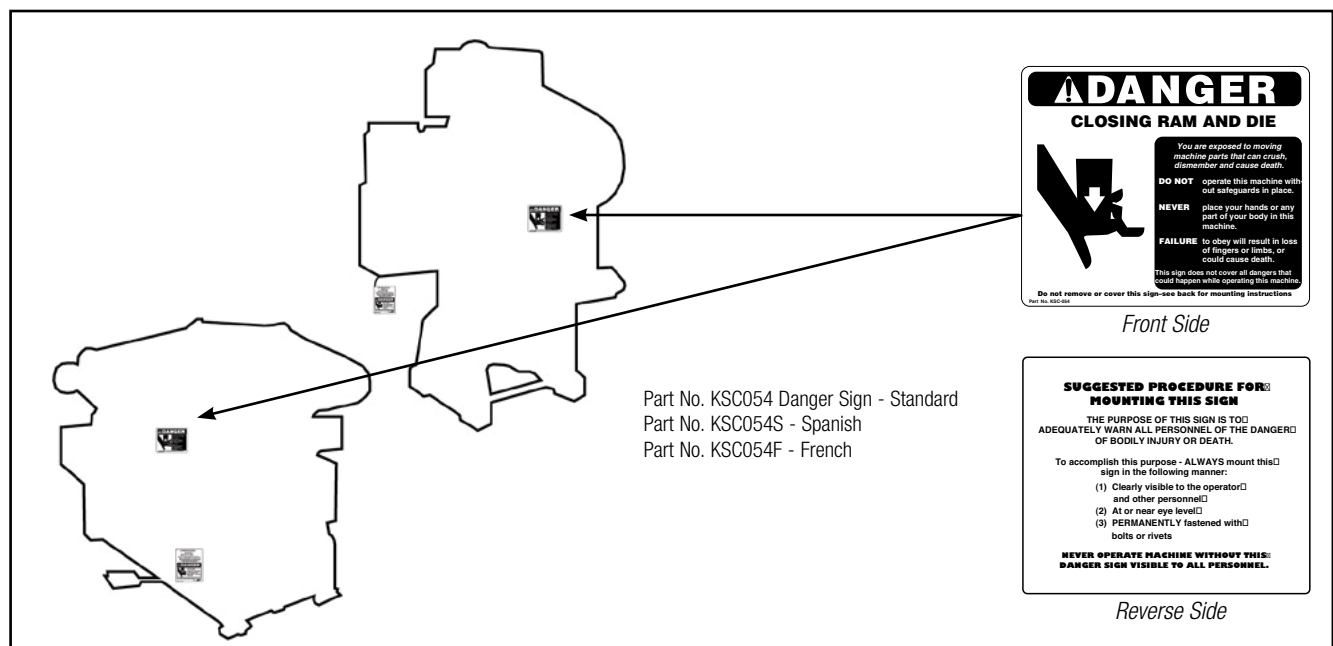 DANGER
CLOSING RAM AND DIE
You are exposed to moving
machine parts that can crush,
dismember and cause death.
DO NOT operate this machine with-
out safeguards in place.
NEVER place your hands or any
part of your body in this
machine.
FAILURE to obey will result in loss
of fingers or limbs, or
could cause death.
This sign does not cover all dangers that
could happen while operating this machine.
Do not remove or cover this sign–see back for mounting instructions
Part No. KSC-054
Front Side
DANGER
DANGER
Part No. KSC054 Danger Sign - Standard
Part No. KSC054S - Spanish
Part No. KSC054F - French
SUGGESTED PROCEDURE FOR
MOUNTING THIS SIGN
THE PURPOSE OF THIS SIGN IS TO
ADEQUATELY WARN ALL PERSONNEL OF THE DANGER
OF BODILY INJURY OR DEATH.
To accomplish this purpose - ALWAYS mount this
sign in the following manner:
(1) Clearly visible to the operator
and other personnel
(2) At or near eye level
(3) PERMANENTLY fastened with
bolts or rivets
NEVER OPERATE MACHINE WITHOUT THIS
DANGER SIGN VISIBLE TO ALL PERSONNEL.
Reverse Side